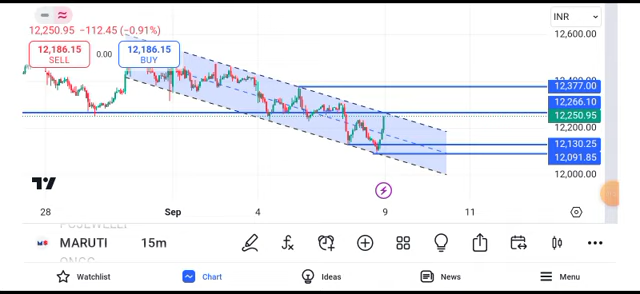 INR
12,250.95 −112.45 (−0.91%)
12,600.00
12,186.15
SELL
0.00
12,186.15
BUY
12,377.00
12,266.10
12,250.95
12,200.00
12,130.25
12,091.85
12,000.00
28
Sep
4
9
11
MARUTI
15m
Watchlist
Chart
Ideas
News
Menu